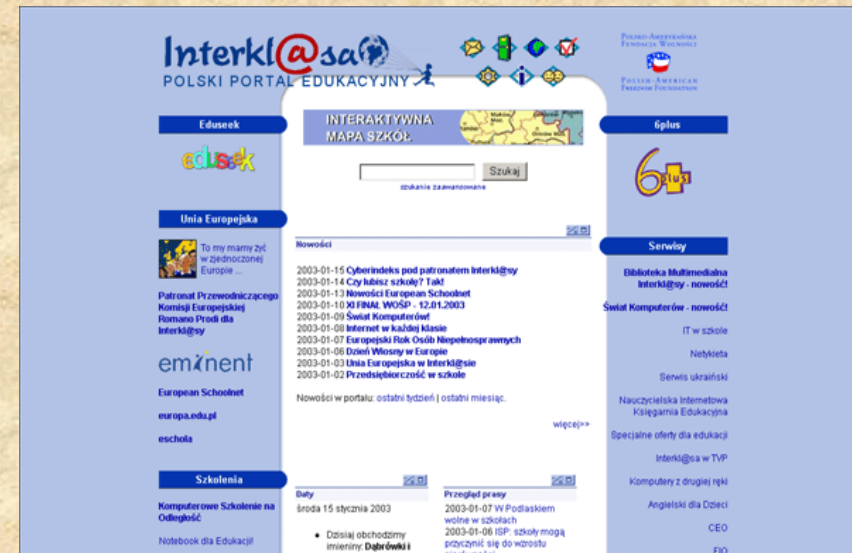 Interkl@sa
POLSKI PORTAL EDUKACYJNY
POLSKO-AMERYKAŃSKA
FUNDACJA WOLNOŚCI
POLISH-AMERICAN
FREEDOM FOUNDATION
Eduseek
eduseek
Unia Europejska
To my mamy żyć
w zjednoczonej
Europie ...
Patronat Przewodniczącego
Komisji Europejskiej
Romano Prodi dla
Interkl@sy
eminent
European Schoolnet
europa.edu.pl
eschola
Szkolenia
Komputerowe Szkolenie na
Odległość
Notebook dla Edukacji!
INTERAKTYWNA
MAPA SZKÓŁ
Szukaj
szukanie zaawansowane
Nowości
2003-01-15 Cyberindeks pod patronatem Interkl@sy
2003-01-14 Czy lubisz szkołę? Tak!
2003-01-13 Nowości European Schoolnet
2003-01-10 XI FINAŁ WOŚP - 12.01.2003
2003-01-09 Świat Komputerów!
2003-01-08 Internet w każdej klasie
2003-01-07 Europejski Rok Osób Niepełnosprawnych
2003-01-06 Dzień Wiosny w Europie
2003-01-03 Unia Europejska w Interkl@sie
2003-01-02 Przedsiębiorczość w szkole
Nowości w portalu: ostatni tydzień | ostatni miesiąc.
więcej>>
Daty
środa 15 stycznia 2003
Dzisiaj obchodzimy
imieniny: Dąbrówki i
Przegląd prasy
2003-01-07 W Podlaskiem
wolne w szkołach
2003-01-06 ISP: szkoły mogą
przyczynić się do wzrostu
6plus
6plus
Serwisy
Biblioteka Multimedialna
Interkl@sy - nowość!
Świat Komputerów - nowość!
IT w szkole
Netykieta
Serwis ukraiński
Nauczycielska Internetowa
Księgarnia Edukacyjna
Specjalne oferty dla edukacji
Interkl@sa w TVP
Komputery z drugiej ręki
Angielski dla Dzieci
CEO
FIO